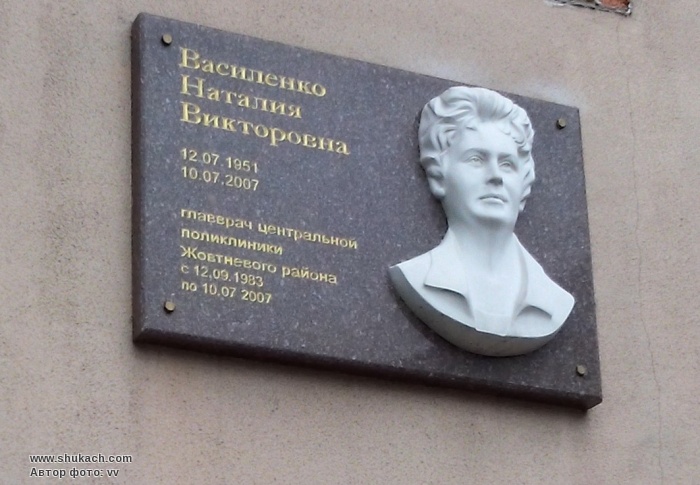 Василенко
Наталия
Викторовна
12.07.1951
10.07.2007
главврач центральной
поликлиники
Жовтневого района
с 12.09.1983
по 10.07 2007
www.shukach.com
Автор фото: vv